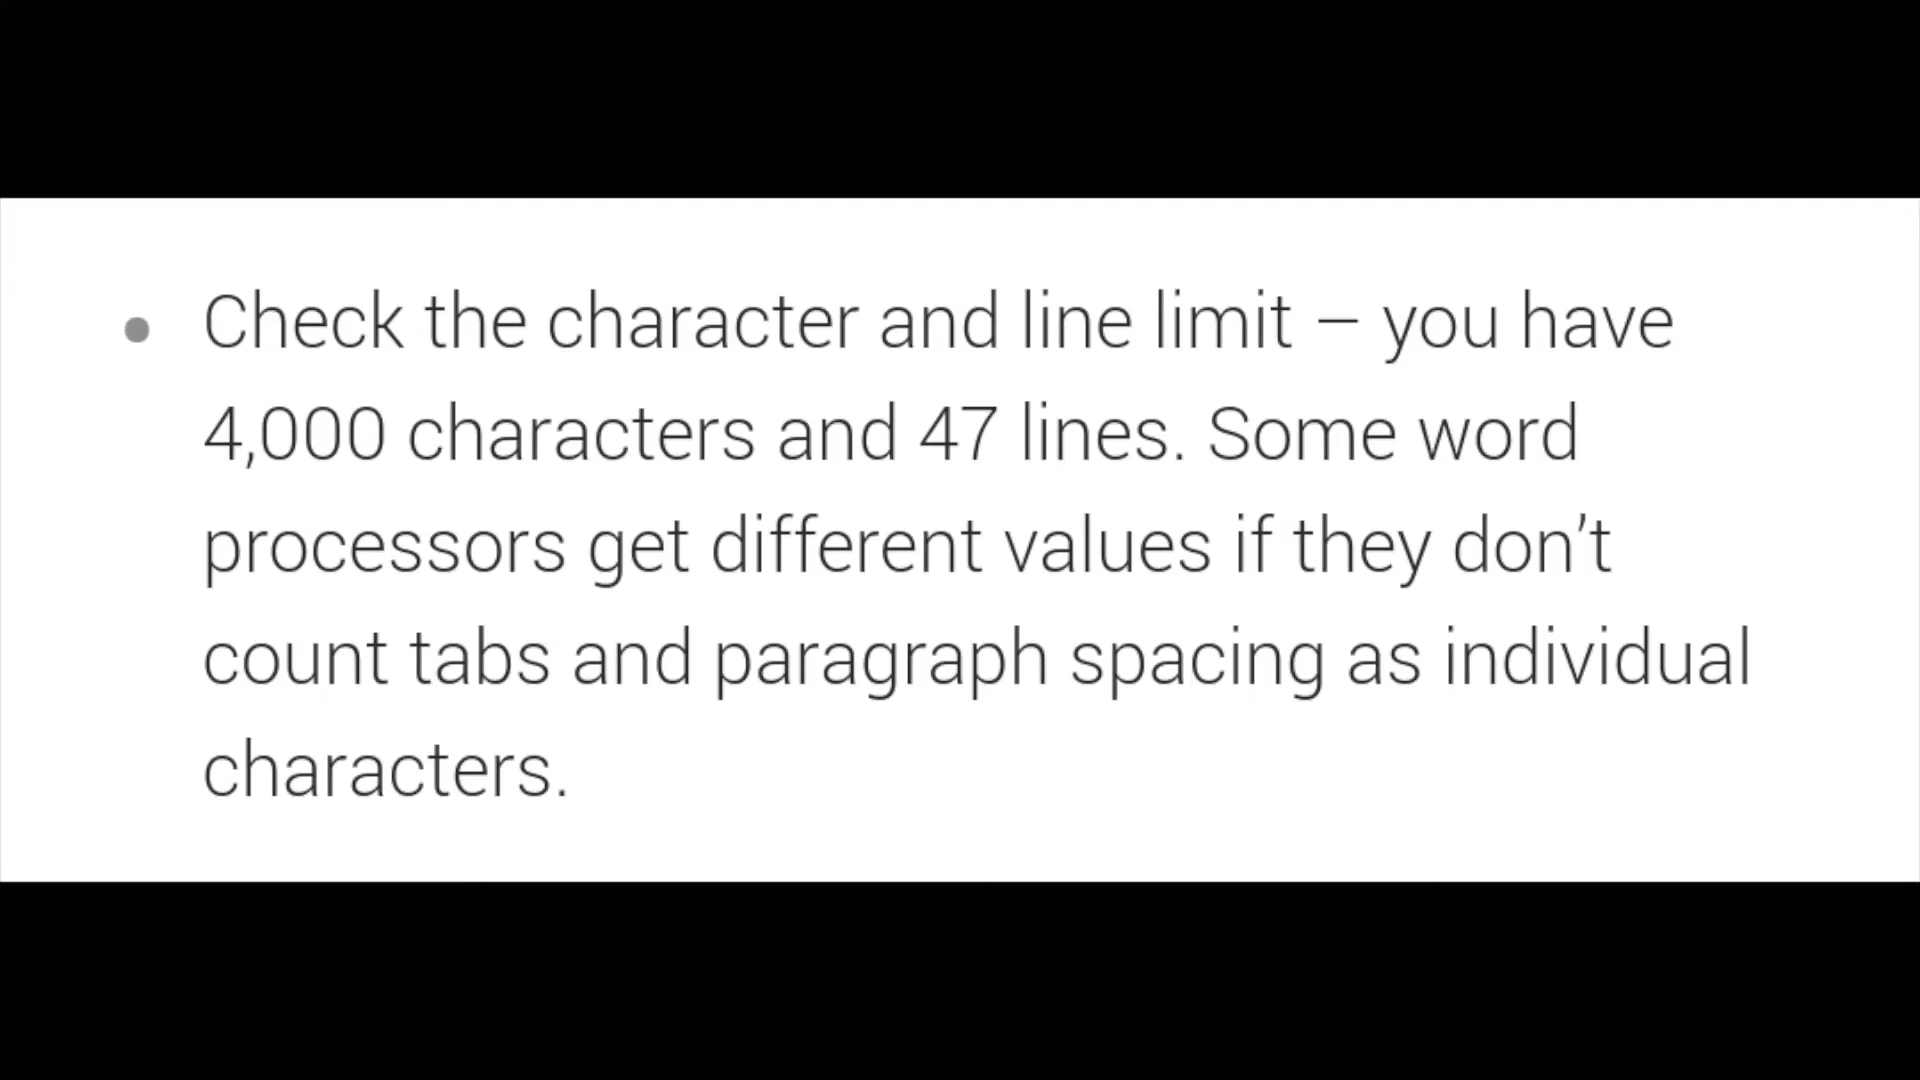 • Check the character and line limit – you have
4,000 characters and 47 lines. Some word
processors get different values if they don’t
count tabs and paragraph spacing as individual
characters.